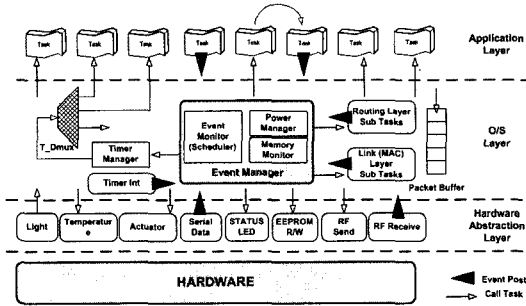 Task Task Task Task Task Task Task Task
Application
Layer
T_Dmux
Timer
Manager
Timer Int
Event
Monitor
(Scheduler)
Power
Manager
Memory
Monitor
Event Manager
Routing Layer
Sub Tasks
Link (MAC)
Layer
Sub Tasks
Packet Buffer
O/S
Layer
Light
Temperatur
e
Actuator
Serial
Data
STATUS
LED
EEPROM
R/W
RF
Send
RF Receive
Hardware
Abstraction
Layer
HARDWARE
Event Post
Call Task